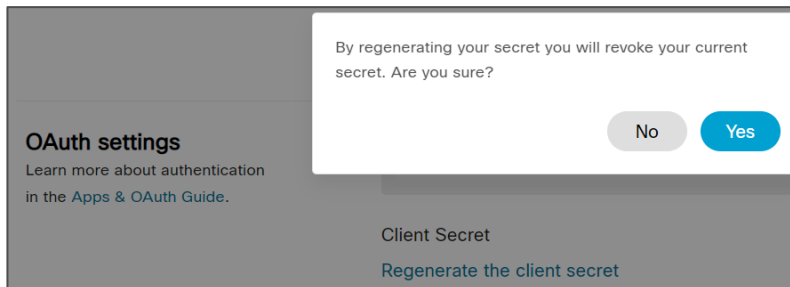 By regenerating your secret you will revoke your current
secret. Are you sure?
No
Yes
OAuth settings
Learn more about authentication
in the Apps & OAuth Guide.
Client Secret
Regenerate the client secret